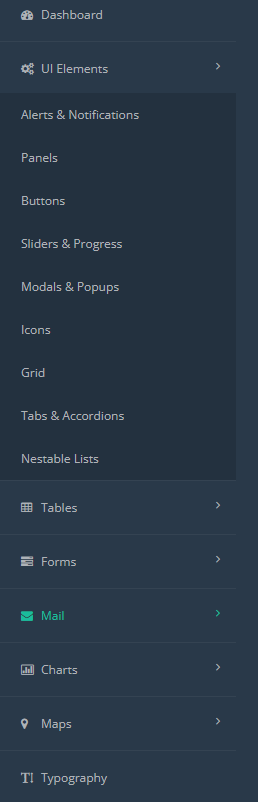 Dashboard
UI Elements
Alerts & Notifications
Panels
Buttons
Sliders & Progress
Modals & Popups
Icons
Grid
Tabs & Accordions
Nestable Lists
Tables
Forms
Mail
Charts
Maps
Typography